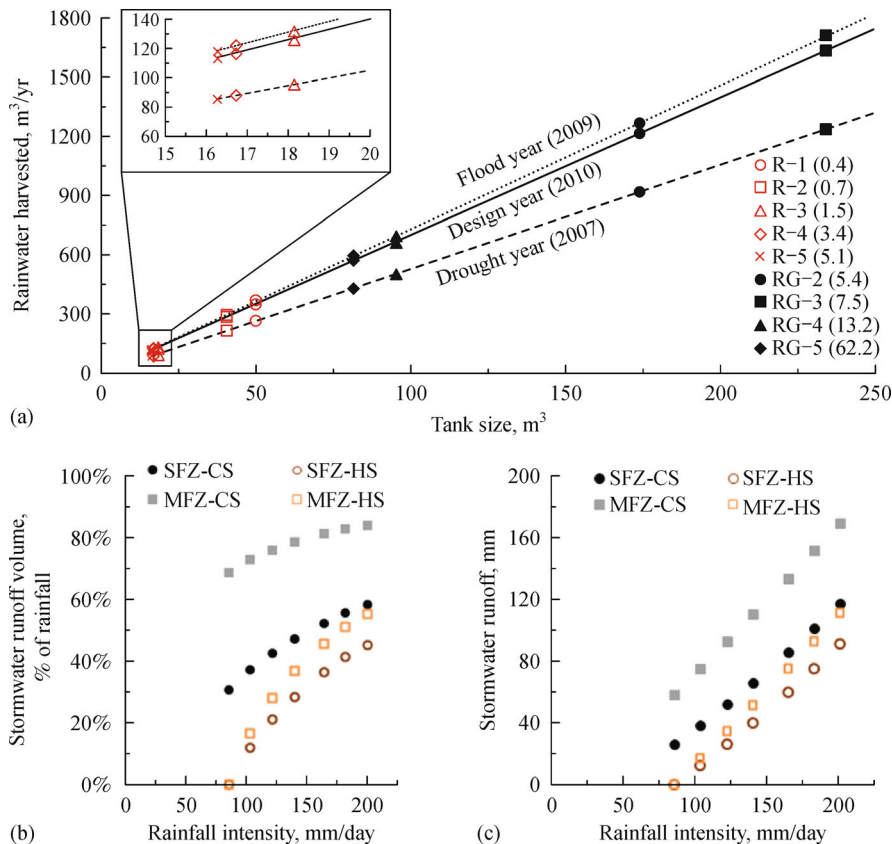 Rainwater harvested, m³/yr
1800
1500
1200
900
600
300
0
140
120
100
80
60
15 16 17 18 19 20
Flood year (2009)
Design year (2010)
Drought year (2007)
R−1 (0.4)
R−2 (0.7)
R−3 (1.5)
R−4 (3.4)
R−5 (5.1)
RG−2 (5.4)
RG−3 (7.5)
RG−4 (13.2)
RG−5 (62.2)
0 25 50 75 100 125 150 175 200 225 250
(a)
Tank size, m³
Stormwater runoff volume,
% of rainfall
100%
80%
60%
40%
20%
0%
SFZ-CS SFZ-HS
MFZ-CS MFZ-HS
0 50 100 150 200
(b)
Rainfall intensity, mm/day
Stormwater runoff, mm
200
160
120
80
40
0
SFZ-CS SFZ-HS
MFZ-CS MFZ-HS
0 50 100 150 200
(c)
Rainfall intensity, mm/day